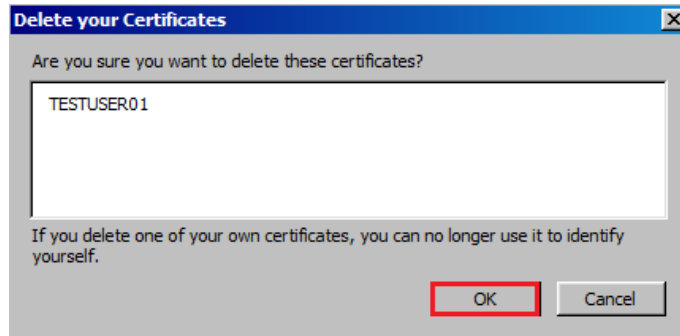 Delete your Certificates
Are you sure you want to delete these certificates?
TESTUSER01
If you delete one of your own certificates, you can no longer use it to identify
yourself.
OK
Cancel